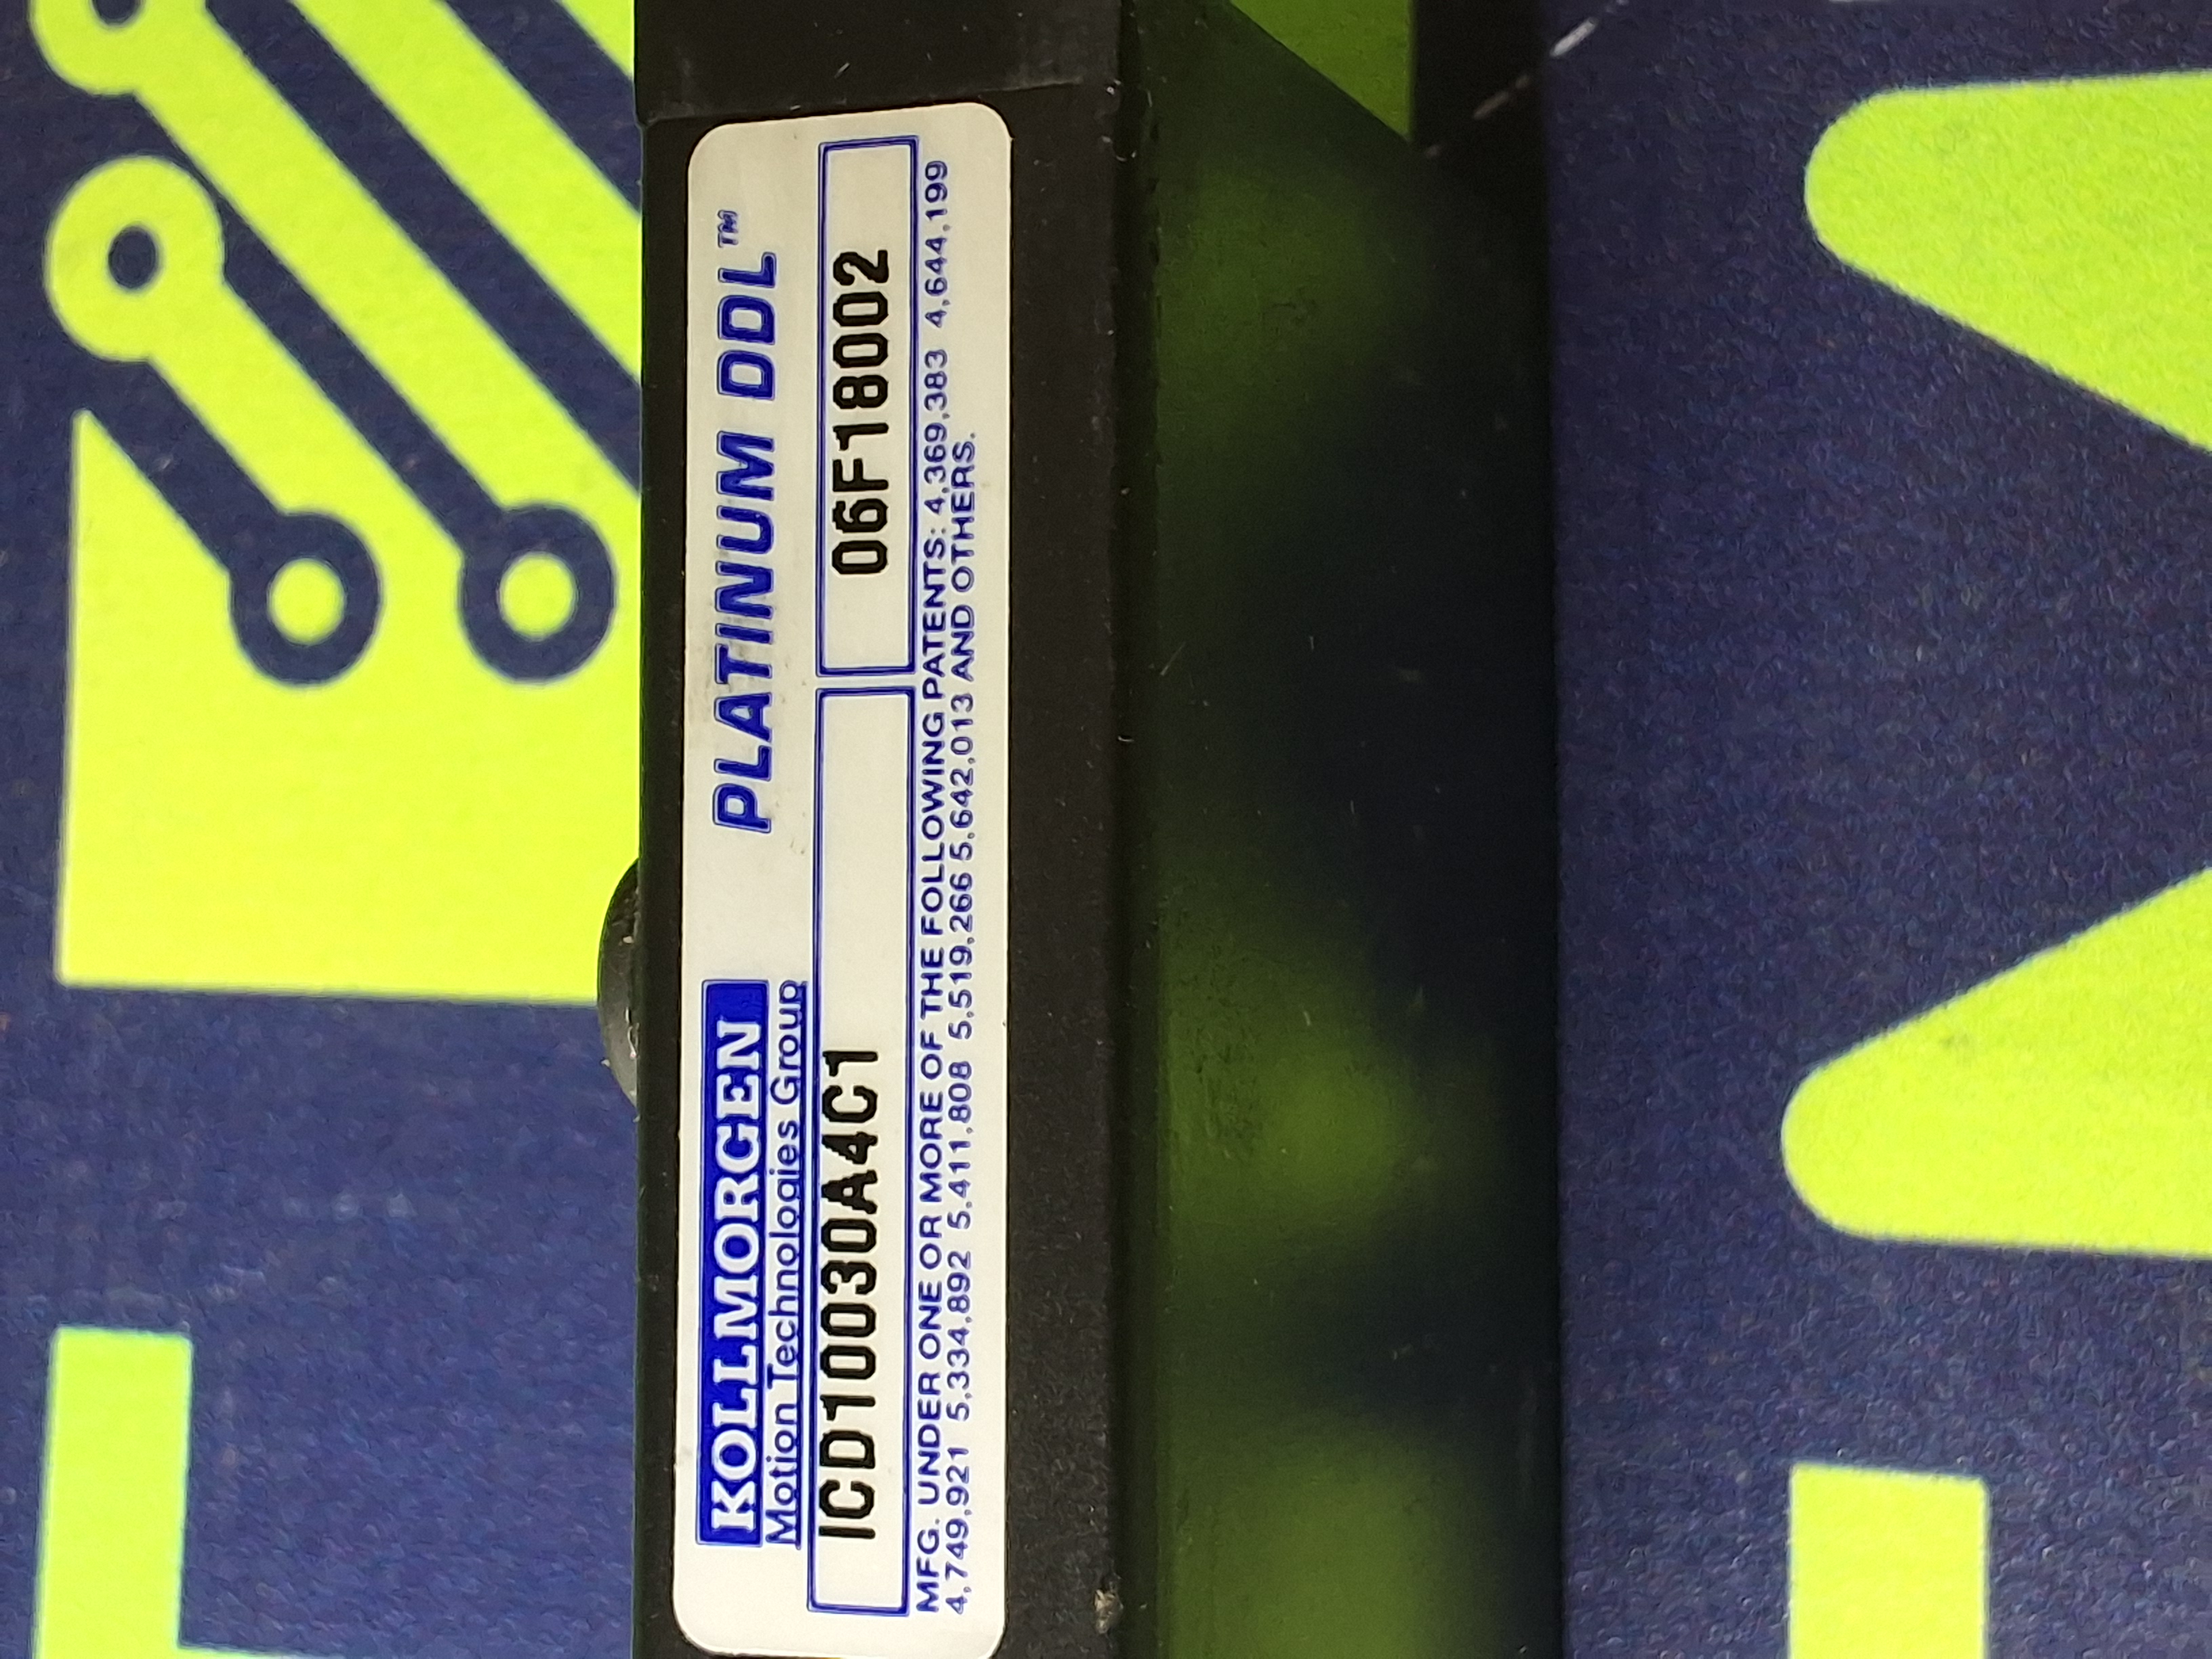 KOLLMORGEN PLATINUM DDL™
Motion Technologies Group
ICD10030A4C1 06F18002
MFG. UNDER ONE OR MORE OF THE FOLLOWING PATENTS: 4,369,383 4,644,199
4,749,921 5,334,892 5,411,808 5,519,266 5,642,013 AND OTHERS.